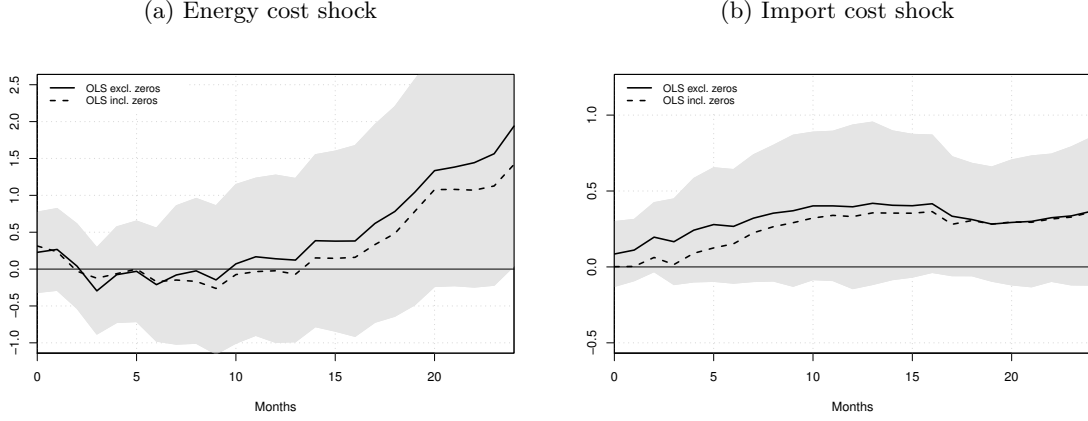 (a) Energy cost shock
OLS excl. zeros
OLS incl. zeros
2.5
2.0
1.5
1.0
0.5
0.0
−0.5
−1.0
0 5 10 15 20
Months
(b) Import cost shock
OLS excl. zeros
OLS incl. zeros
1.0
0.5
0.0
−0.5
0 5 10 15 20
Months